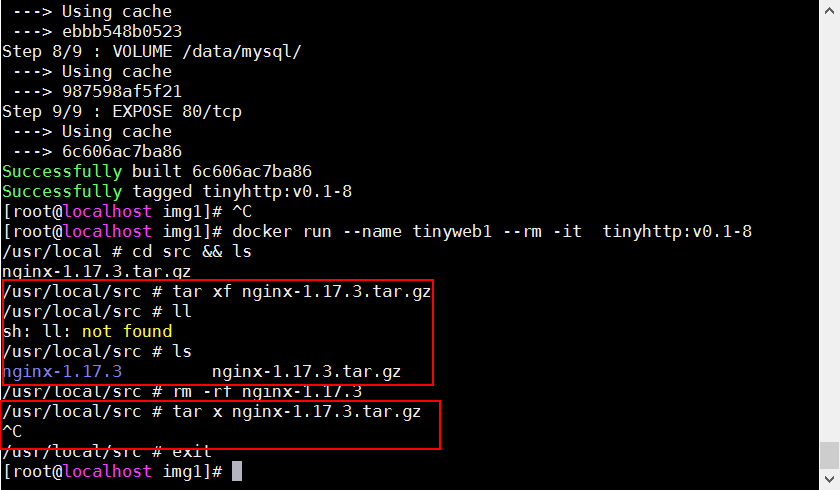 ---> Using cache
---> ebbb548b0523
Step 8/9 : VOLUME /data/mysql/
---> Using cache
---> 987598af5f21
Step 9/9 : EXPOSE 80/tcp
---> Using cache
---> 6c606ac7ba86
Successfully built 6c606ac7ba86
Successfully tagged tinyhttp:v0.1-8
[root@localhost img1]# ^C
[root@localhost img1]# docker run --name tinyweb1 --rm -it  tinyhttp:v0.1-8
/usr/local # cd src && ls
nginx-1.17.3.tar.gz
/usr/local/src # tar xf nginx-1.17.3.tar.gz
/usr/local/src # ll
sh: ll: not found
/usr/local/src # ls
nginx-1.17.3         nginx-1.17.3.tar.gz
/usr/local/src # rm -rf nginx-1.17.3
/usr/local/src # tar x nginx-1.17.3.tar.gz
^C
/usr/local/src # exit
[root@localhost img1]#